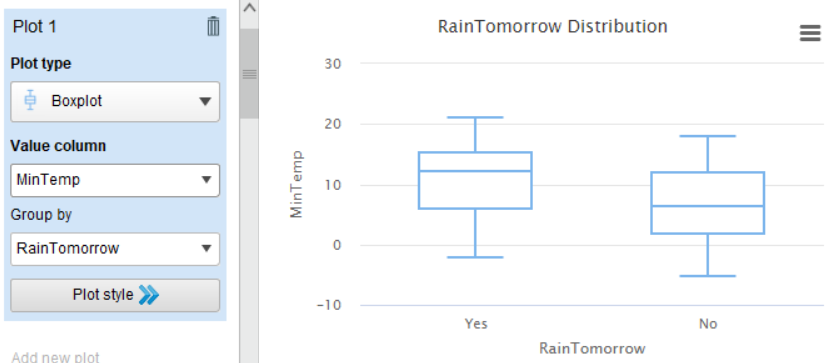 Plot 1
Plot type
Boxplot
Value column
MinTemp
Group by
RainTomorrow
Plot style
Add new plot
RainTomorrow Distribution
30
20
10
0
−10
MinTemp
Yes
No
RainTomorrow